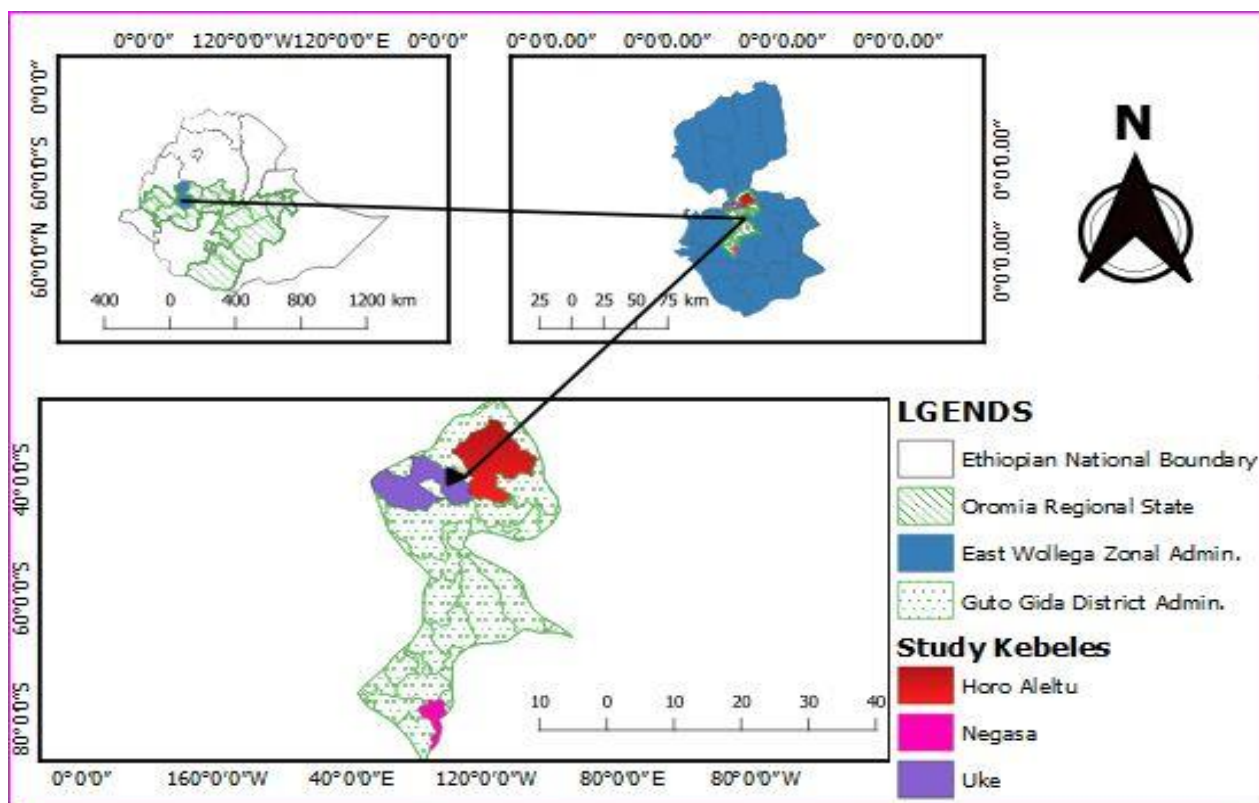 0°0'0" 120°0'0"W120°0'0"E 0°0'0"
0°0'0.00" 0°0'0.00" 0°0'0.00" 0°0'0.00"
0°0'0"
60°0'0"S
60°0'0"N
400 0 400 800 1200 km
25 0 25 50 75 km
0°0'0.00"
0°0'0.00"
N
40°0'0"S
60°0'0"S
80°0'0"S
10 0 10 20 30 40
0°0'0" 160°0'0"W 40°0'0"E 120°0'0"W 80°0'0"E 80°0'0"W
LGENDS
Ethiopian National Boundary
Oromia Regional State
East Wollega Zonal Admin.
Guto Gida District Admin.
Study Kebeles
Horo Aleltu
Negasa
Uke